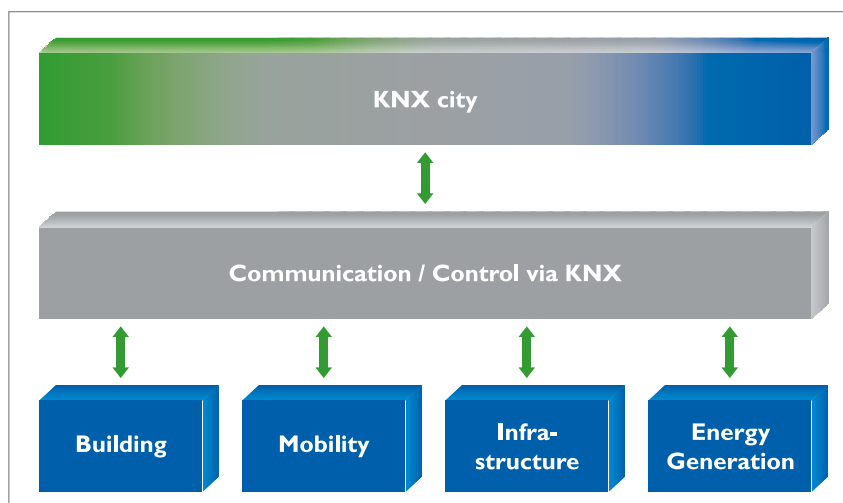 KNX city
Communication / Control via KNX
Building
Mobility
Infra-
structure
Energy
Generation